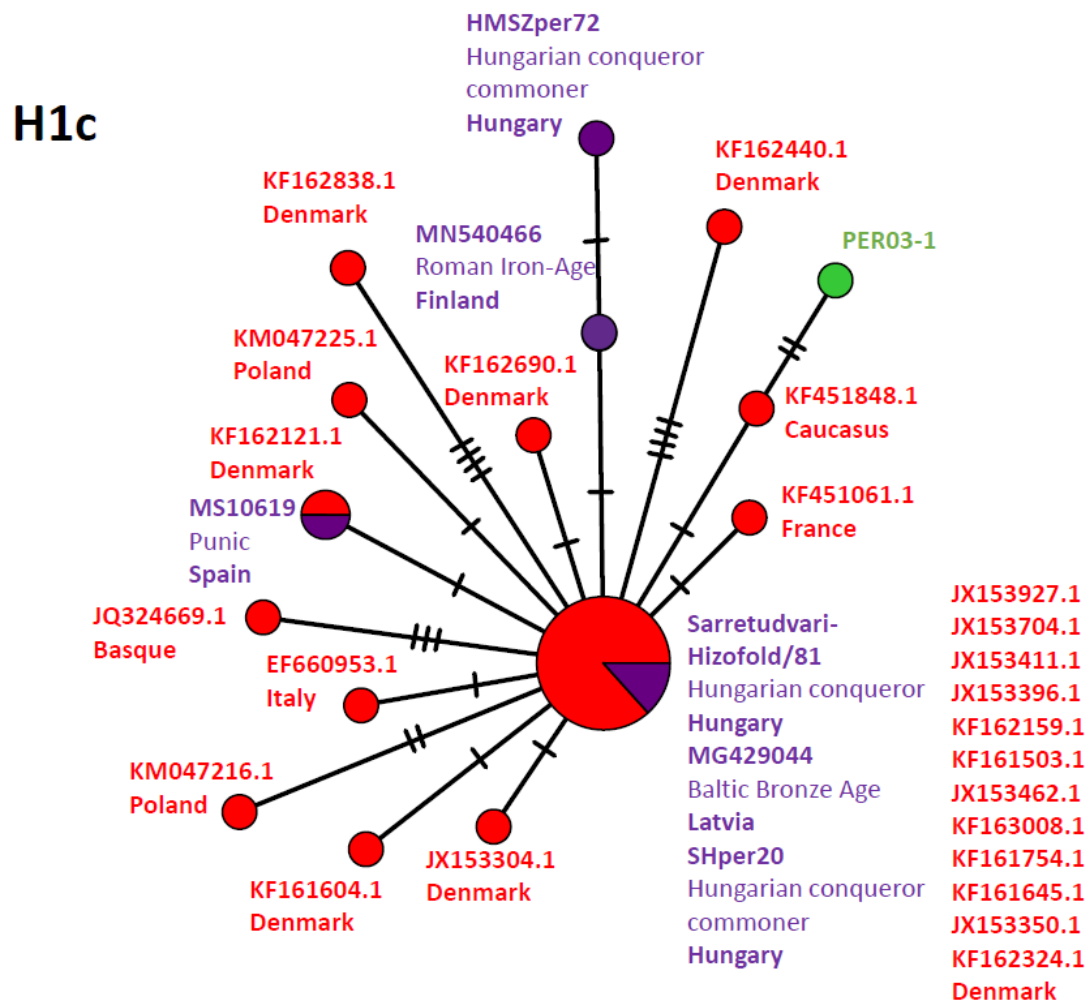 H1c
HMSZper72
Hungarian conqueror
commoner
Hungary
KF162440.1
Denmark
KF162838.1
Denmark
MN540466
Roman Iron-Age
Finland
PER03-1
KM047225.1
Poland
KF162690.1
Denmark
KF451848.1
Caucasus
KF162121.1
Denmark
MS10619
Punic
Spain
KF451061.1
France
JQ324669.1
Basque
EF660953.1
Italy
KM047216.1
Poland
KF161604.1
Denmark
JX153304.1
Denmark
Sarretudvari-
Hizofold/81
Hungarian conqueror
Hungary
MG429044
Baltic Bronze Age
Latvia
SHper20
Hungarian conqueror
commoner
Hungary
JX153927.1
JX153704.1
JX153411.1
JX153396.1
KF162159.1
KF161503.1
JX153462.1
KF163008.1
KF161754.1
KF161645.1
JX153350.1
KF162324.1
Denmark